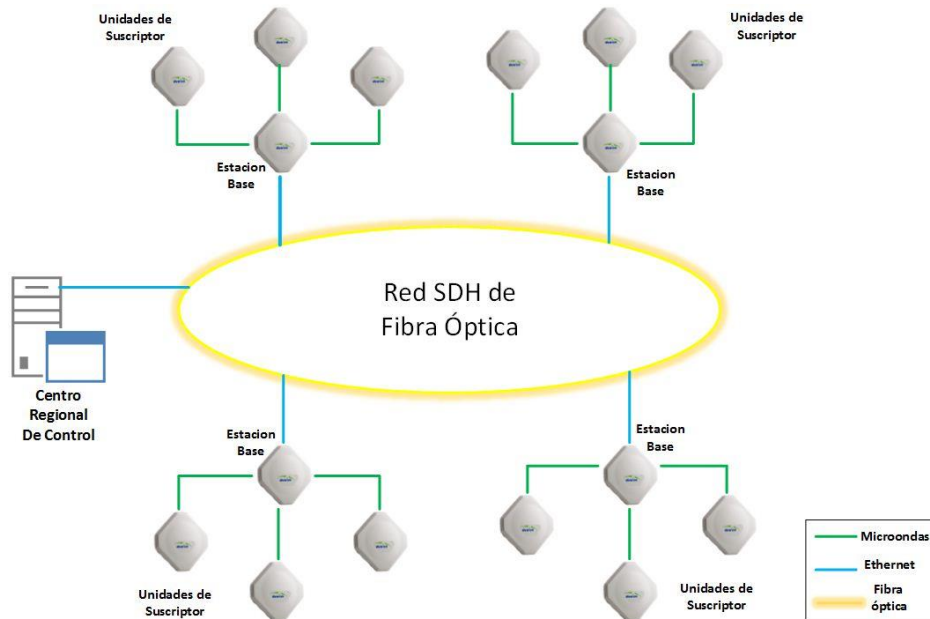 Unidades de
Suscriptor
Unidades de
Suscriptor
Estacion
Base
Estacion
Base
Red SDH de
Fibra Óptica
Centro
Regional
De Control
Estacion
Base
Estacion
Base
Unidades de
Suscriptor
Unidades de
Suscriptor
Microondas
Ethernet
Fibra
óptica